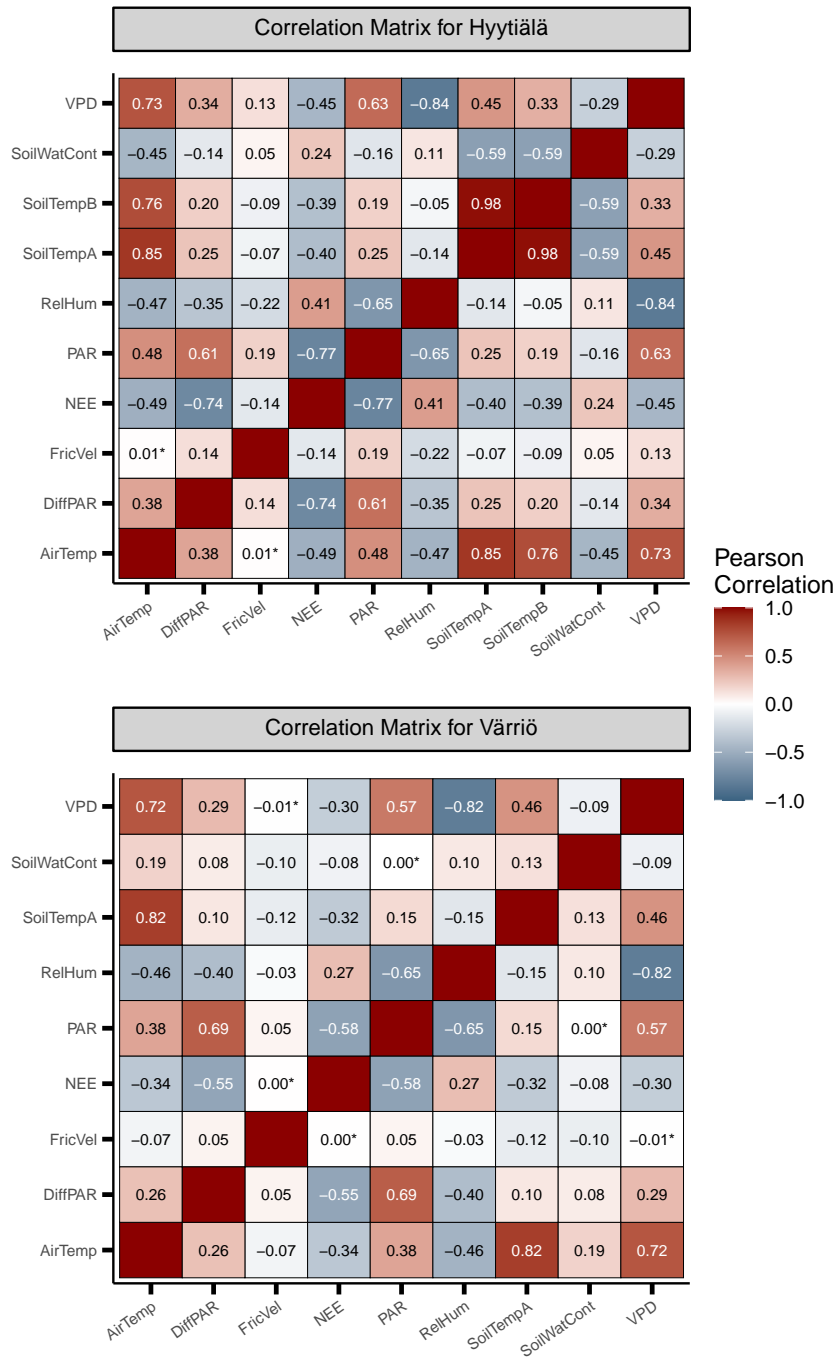 Correlation Matrix for Hyytiälä
VPD 0.73 0.34 0.13 −0.45 0.63 −0.84 0.45 0.33 −0.29
SoilWatCont −0.45 −0.14 0.05 0.24 −0.16 0.11 −0.59 −0.59 −0.29
SoilTempB 0.76 0.20 −0.09 −0.39 0.19 −0.05 0.98 −0.59 0.33
SoilTempA 0.85 0.25 −0.07 −0.40 0.25 −0.14 0.98 −0.59 0.45
RelHum −0.47 −0.35 −0.22 0.41 −0.65 −0.14 −0.05 0.11 −0.84
PAR 0.48 0.61 0.19 −0.77 −0.65 0.25 0.19 −0.16 0.63
NEE −0.49 −0.74 −0.14 −0.77 0.41 −0.40 −0.39 0.24 −0.45
FricVel 0.01* 0.14 −0.14 0.19 −0.22 −0.07 −0.09 0.05 0.13
DiffPAR 0.38 0.14 −0.74 0.61 −0.35 0.25 0.20 −0.14 0.34
AirTemp 0.38 0.01* −0.49 0.48 −0.47 0.85 0.76 −0.45 0.73
AirTemp DiffPAR FricVel NEE PAR RelHum SoilTempA SoilTempB SoilWatCont VPD
Pearson
Correlation
1.0
0.5
0.0
−0.5
−1.0
Correlation Matrix for Värriö
VPD 0.72 0.29 −0.01* −0.30 0.57 −0.82 0.46 −0.09
SoilWatCont 0.19 0.08 −0.10 −0.08 0.00* 0.10 0.13 −0.09
SoilTempA 0.82 0.10 −0.12 −0.32 0.15 −0.15 0.13 0.46
RelHum −0.46 −0.40 −0.03 0.27 −0.65 −0.15 0.10 −0.82
PAR 0.38 0.69 0.05 −0.58 −0.65 0.15 0.00* 0.57
NEE −0.34 −0.55 0.00* −0.58 0.27 −0.32 −0.08 −0.30
FricVel −0.07 0.05 0.00* 0.05 −0.03 −0.12 −0.10 −0.01*
DiffPAR 0.26 0.05 −0.55 0.69 −0.40 0.10 0.08 0.29
AirTemp 0.26 −0.07 −0.34 0.38 −0.46 0.82 0.19 0.72
AirTemp DiffPAR FricVel NEE PAR RelHum SoilTempA SoilWatCont VPD